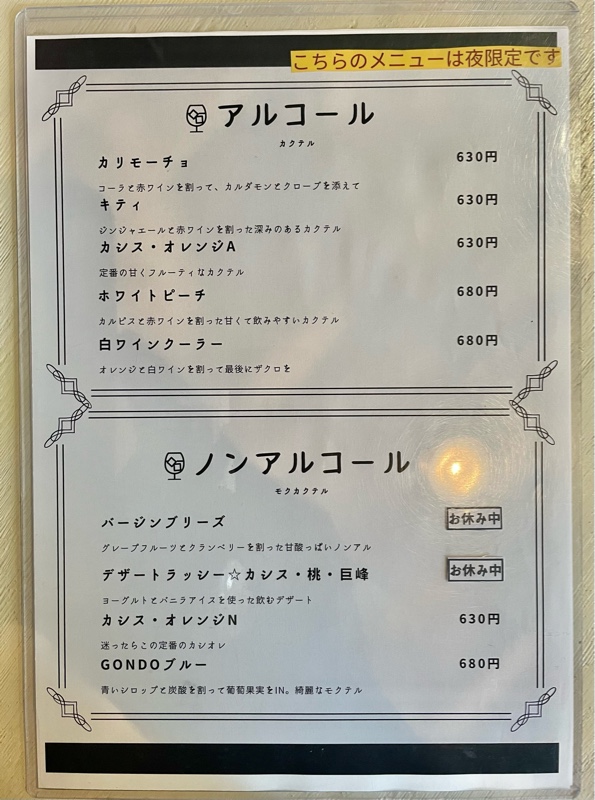 こちらのメニューは夜限定です
アルコール
カクテル
カリモーチョ 630円
コーラと赤ワインを割って、カルダモンとクローブを添えて
キティ 630円
ジンジャエールと赤ワインを割った深みのあるカクテル
カシス・オレンジA 630円
定番の甘くフルーティなカクテル
ホワイトピーチ 680円
カルピスと赤ワインを割った甘くて飲みやすいカクテル
白ワインクーラー 680円
オレンジと白ワインを割って最後にザクロを
ノンアルコール
モクカクテル
バージンブリーズ お休み中
グレープフルーツとクランベリーを割った甘酸っぱいノンアル
デザートラッシー☆カシス・桃・巨峰 お休み中
ヨーグルトとバニラアイスを使った飲むデザート
カシス・オレンジN 630円
迷ったらこの定番のカシオレ
GONDOブルー 680円
青いシロップと炭酸を割って葡萄果実をIN。綺麗なモクテル